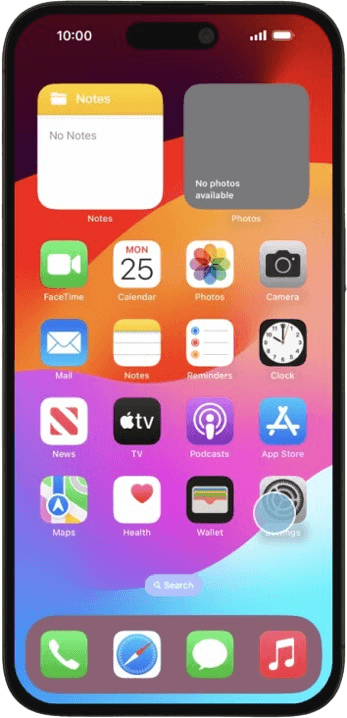 10:00
Notes
No Notes
No photos
available
Notes
Photos
MON
25
FaceTime
Calendar
Photos
Camera
Mail
Notes
Reminders
Clock
tv
News
TV
Podcasts
App Store
Maps
Health
Wallet
Settings
Search